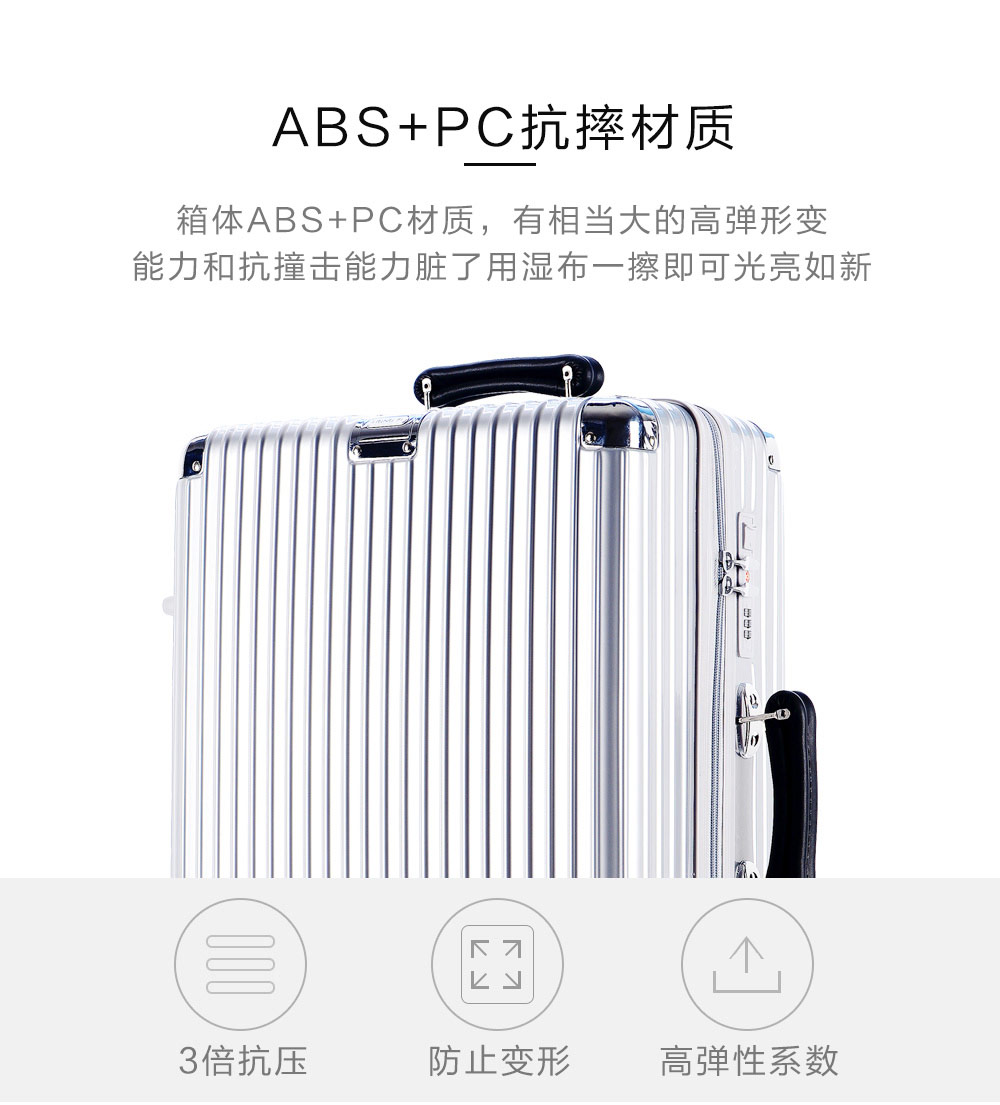 ABS+PC抗摔材质
箱体ABS+PC材质，有相当大的高弹形变
能力和抗撞击能力脏了用湿布一擦即可光亮如新
3倍抗压
防止变形
高弹性系数